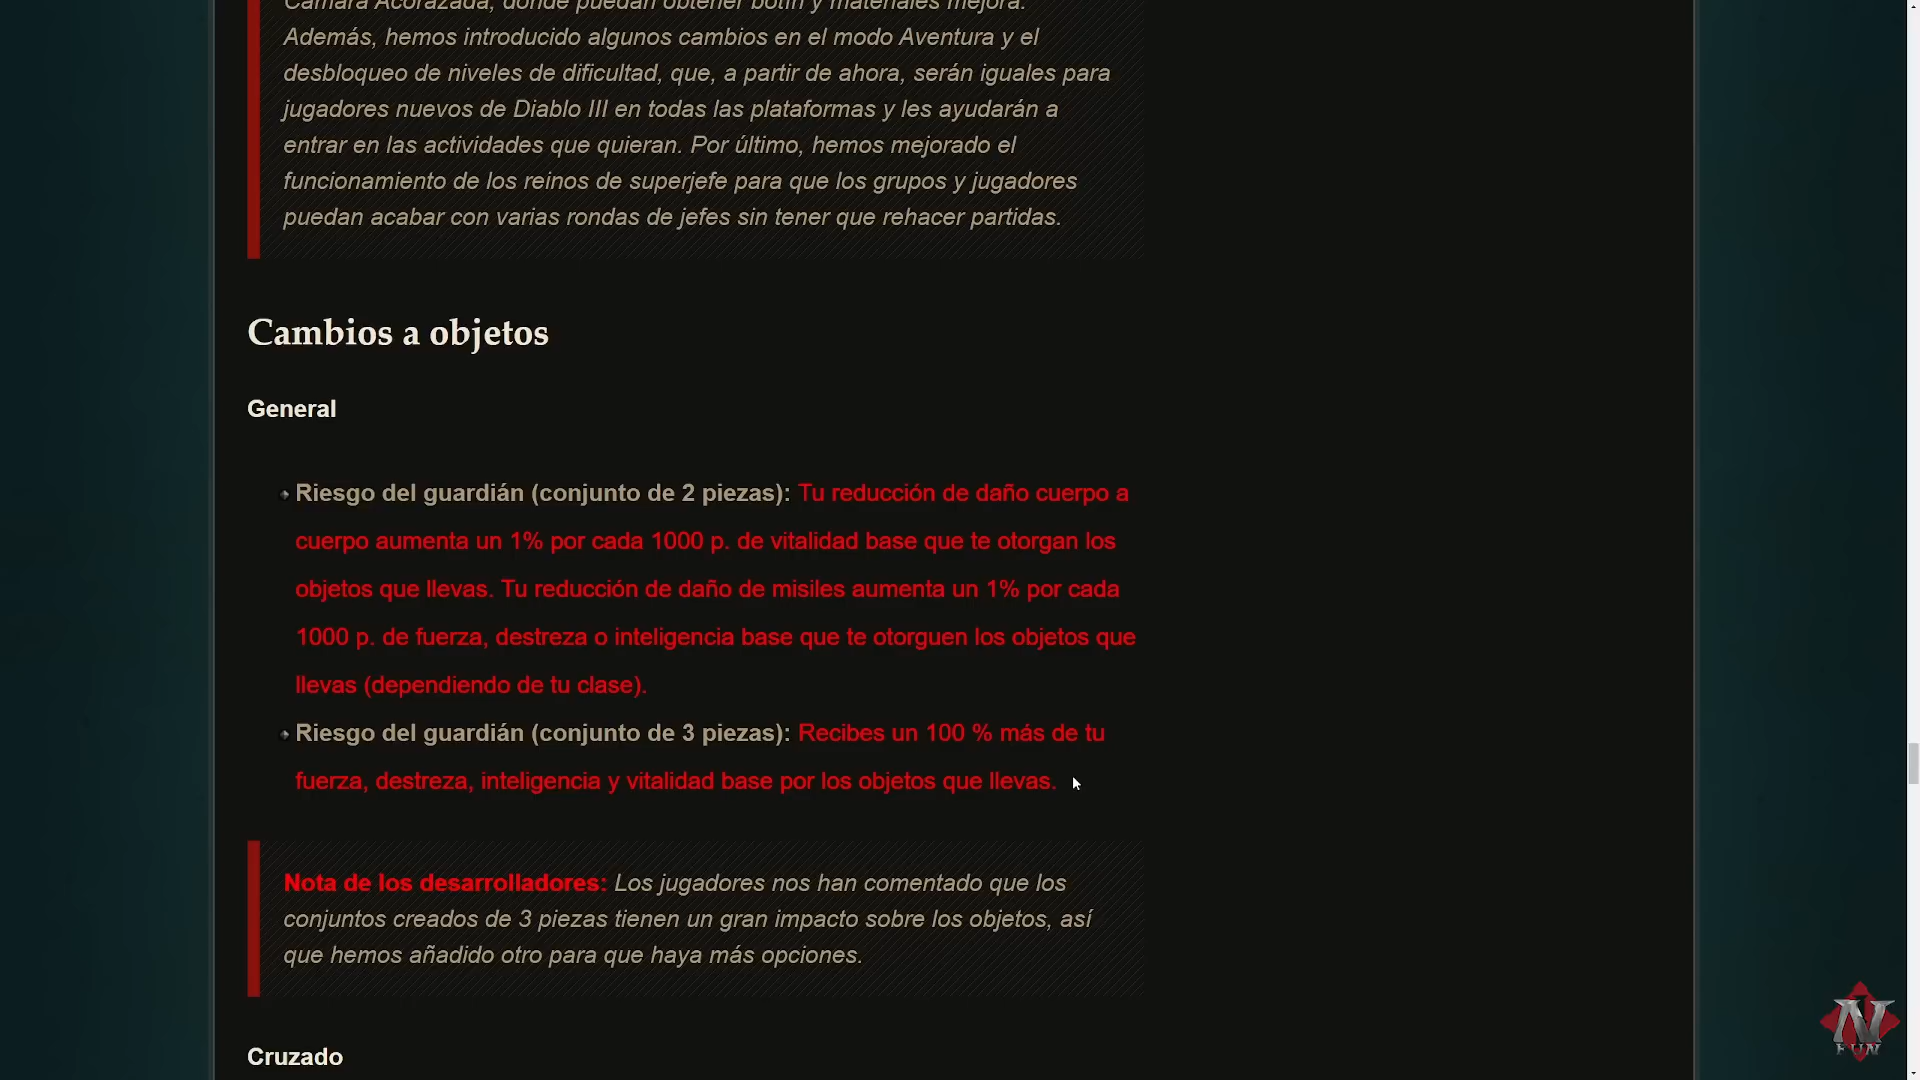 Cámara Acorazada, donde puedan obtener botín y materiales mejora.
Además, hemos introducido algunos cambios en el modo Aventura y el
desbloqueo de niveles de dificultad, que, a partir de ahora, serán iguales para
jugadores nuevos de Diablo III en todas las plataformas y les ayudarán a
entrar en las actividades que quieran. Por último, hemos mejorado el
funcionamiento de los reinos de superjefe para que los grupos y jugadores
puedan acabar con varias rondas de jefes sin tener que rehacer partidas.
Cambios a objetos
General
Riesgo del guardián (conjunto de 2 piezas): Tu reducción de daño cuerpo a
cuerpo aumenta un 1% por cada 1000 p. de vitalidad base que te otorgan los
objetos que llevas. Tu reducción de daño de misiles aumenta un 1% por cada
1000 p. de fuerza, destreza o inteligencia base que te otorguen los objetos que
llevas (dependiendo de tu clase).
Riesgo del guardián (conjunto de 3 piezas): Recibes un 100 % más de tu
fuerza, destreza, inteligencia y vitalidad base por los objetos que llevas.
Nota de los desarrolladores: Los jugadores nos han comentado que los
conjuntos creados de 3 piezas tienen un gran impacto sobre los objetos, así
que hemos añadido otro para que haya más opciones.
Cruzado
N
FUN